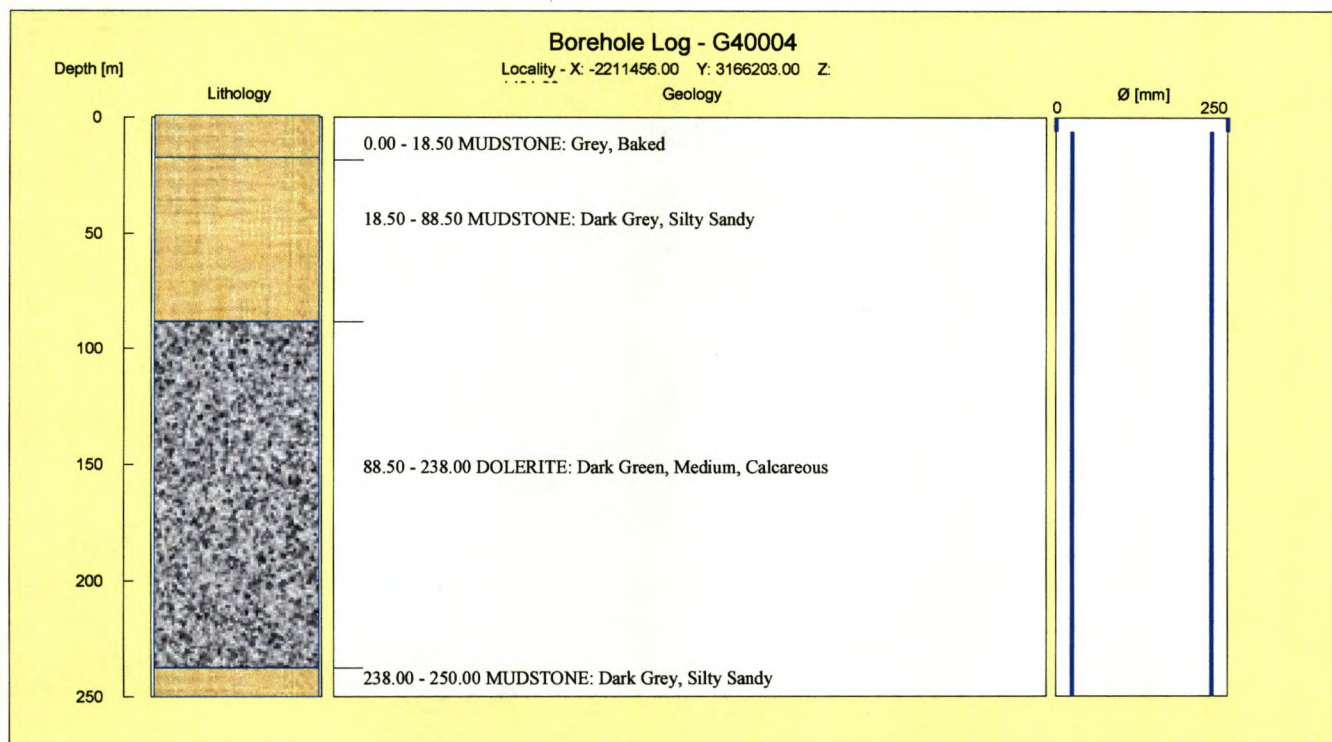 Borehole Log - G40004
Depth [m]
Locality - X: -2211456.00 Y: 3166203.00 Z:
Lithology
Geology
Ø [mm]
0 250
0
0.00 - 18.50 MUDSTONE: Grey, Baked
18.50 - 88.50 MUDSTONE: Dark Grey, Silty Sandy
50
100
88.50 - 238.00 DOLERITE: Dark Green, Medium, Calcareous
150
200
238.00 - 250.00 MUDSTONE: Dark Grey, Silty Sandy
250